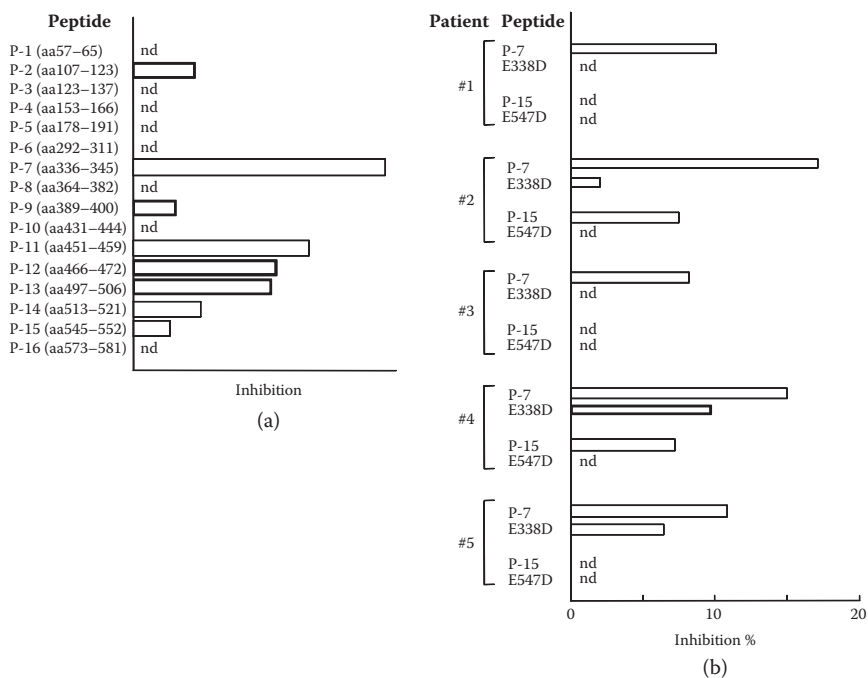 Peptide
P-1 (aa57–65) nd
P-2 (aa107–123)
P-3 (aa123–137) nd
P-4 (aa153–166) nd
P-5 (aa178–191) nd
P-6 (aa292–311) nd
P-7 (aa336–345)
P-8 (aa364–382) nd
P-9 (aa389–400)
P-10 (aa431–444) nd
P-11 (aa451–459)
P-12 (aa466–472)
P-13 (aa497–506)
P-14 (aa513–521)
P-15 (aa545–552)
P-16 (aa573–581) nd
Inhibition
(a)
Patient Peptide
#1
P-7
E338D nd
P-15 nd
E547D nd
#2
P-7
E338D
P-15
E547D nd
#3
P-7
E338D nd
P-15 nd
E547D nd
#4
P-7
E338D
P-15
E547D nd
#5
P-7
E338D
P-15 nd
E547D nd
0 10 20
Inhibition %
(b)